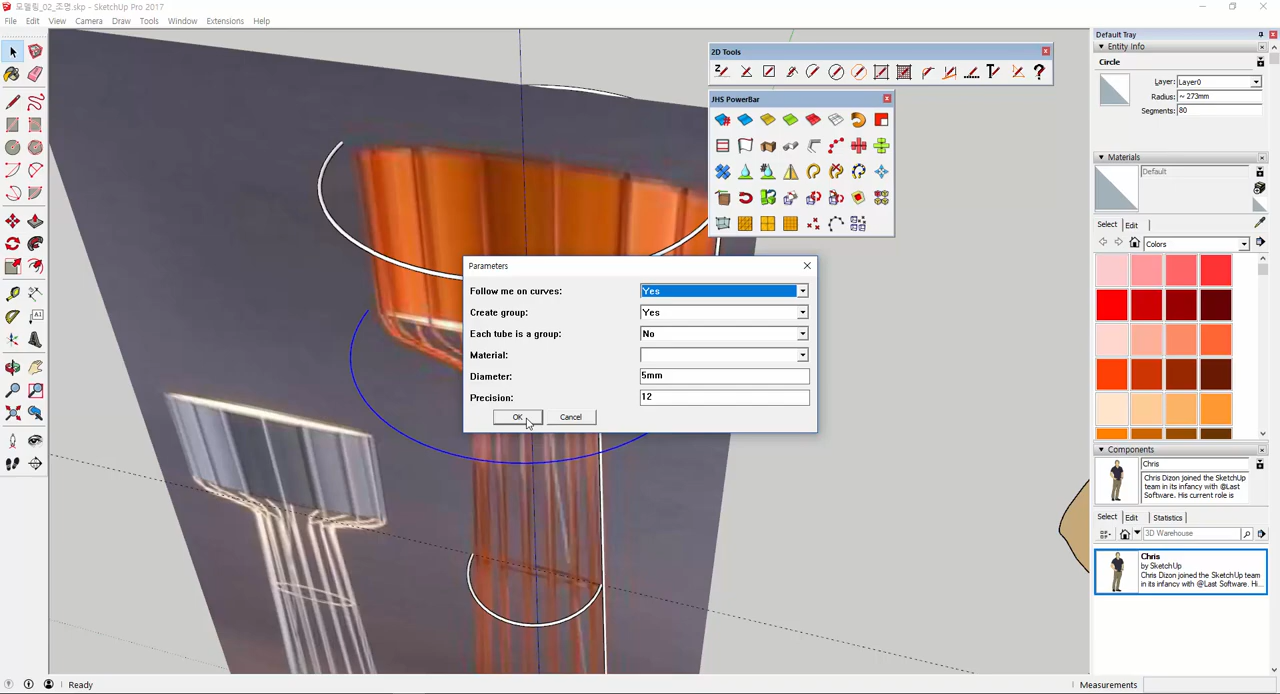 모델링_02_조명.skp - SketchUp Pro 2017
File Edit View Camera Draw Tools Window Extensions Help
2D Tools
JHS PowerBar
Parameters
Follow me on curves: Yes
Create group: Yes
Each tube is a group: No
Material:
Diameter: 5mm
Precision: 12
OK Cancel
Default Tray
Entity Info
Circle
Layer: Layer0
Radius: ~ 273mm
Segments: 80
Materials
Default
Select Edit
Colors
Components
Chris
Chris Dizon joined the SketchUp
team in its infancy with @Last
Software. His current role is
Select Edit Statistics
3D Warehouse
Chris
by SketchUp
Chris Dizon joined the SketchUp
team in its infancy with @Last Software. Hi...
Ready
Measurements